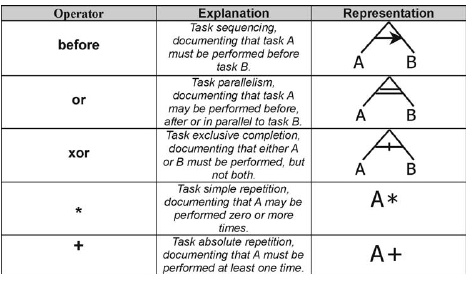 Operator Explanation Representation
before
Task sequencing,
documenting that task A
must be performed before
task B.
A B
or
Task parallelism,
documenting that task A
may be performed before,
after or in parallel to task B.
A B
xor
Task exclusive completion,
documenting that either A
or B must be performed, but
not both.
A B
*
Task simple repetition,
documenting that A may be
performed zero or more
times.
A*
+
Task absolute repetition,
documenting that A must be
performed at least one time.
A+